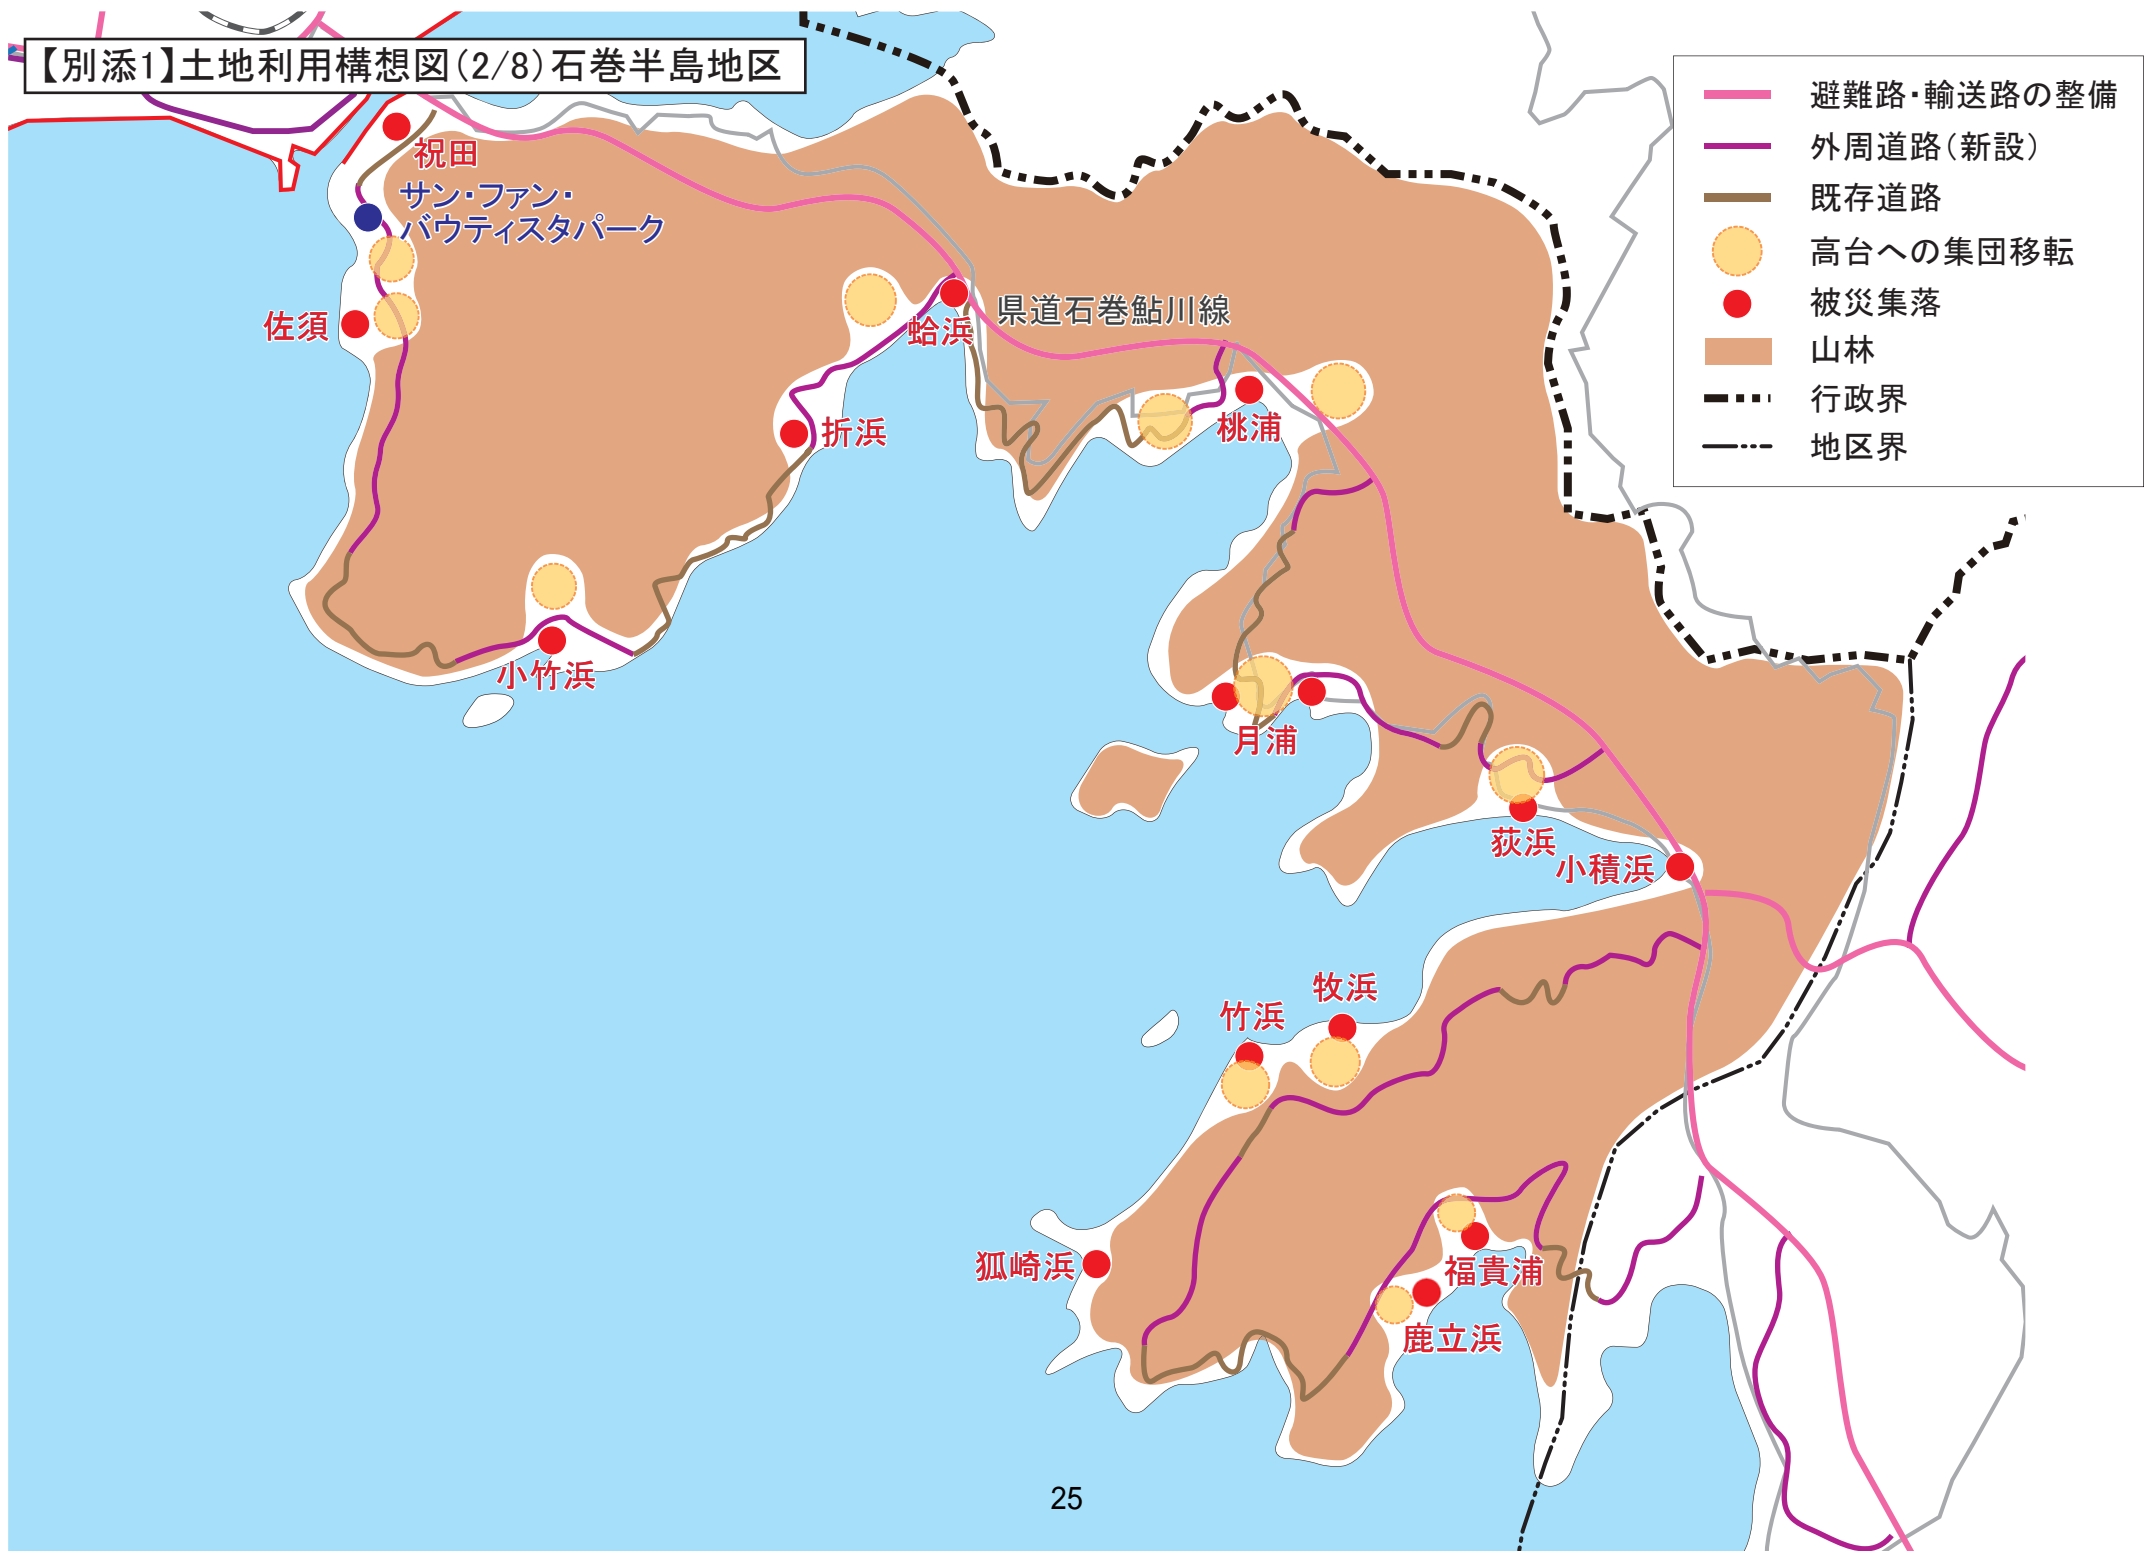 【別添1】土地利用構想図(2/8)石巻半島地区
避難路・輸送路の整備
外周道路(新設)
既存道路
高台への集団移転
被災集落
山林
行政界
地区界
祝田
サン・ファン・
バウティスタパーク
佐須
蛤浜
県道石巻鮎川線
折浜
桃浦
小竹浜
月浦
荻浜
小積浜
牧浜
竹浜
狐崎浜
福貴浦
鹿立浜
25